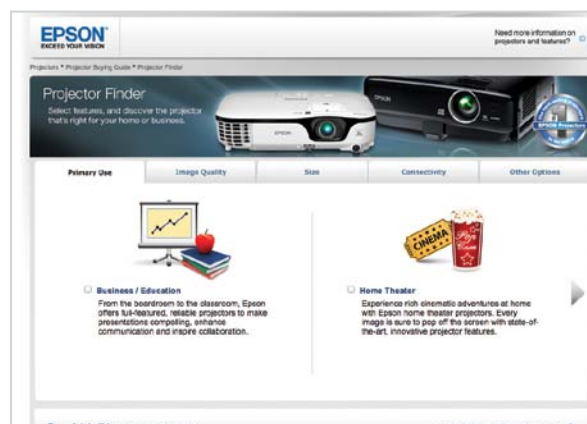 EPSON
EXCEED YOUR VISION
Need more information on
projectors and features?
Projectors • Projector Buying Guide • Projector Finder
Projector Finder
Select features, and discover the projector
that's right for your home or business.
EPSON
EPSON
EPSON Projectors
Primary Use
Image Quality
Size
Connectivity
Other Options
CINEMA
Pop
Corn
Business / Education
From the boardroom to the classroom, Epson
offers full-featured, reliable projectors to make
presentations compelling, enhance
communication and inspire collaboration.
Home Theater
Experience rich cinematic adventures at home
with Epson home theater projectors. Every
image is sure to pop off the screen with state-of-
the-art, innovative projector features.